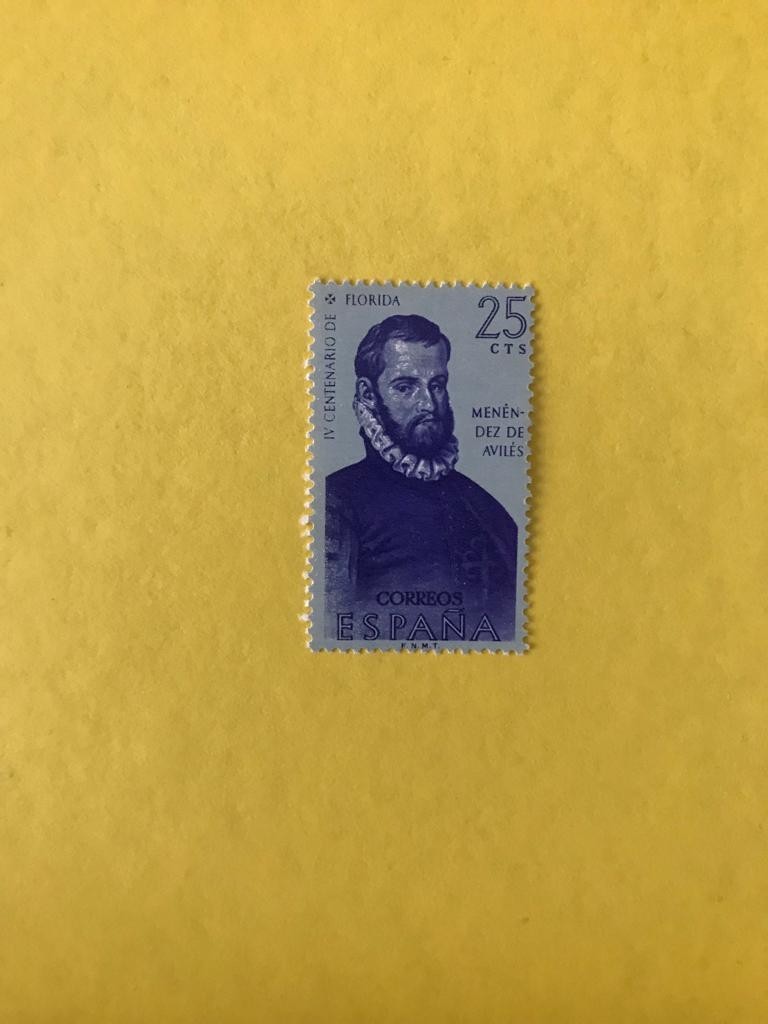 IV CENTENARIO DE
FLORIDA
25
CTS
MENÉN-
DEZ DE
AVILÉS
CORREOS
ESPAÑA
F.N.M.T.